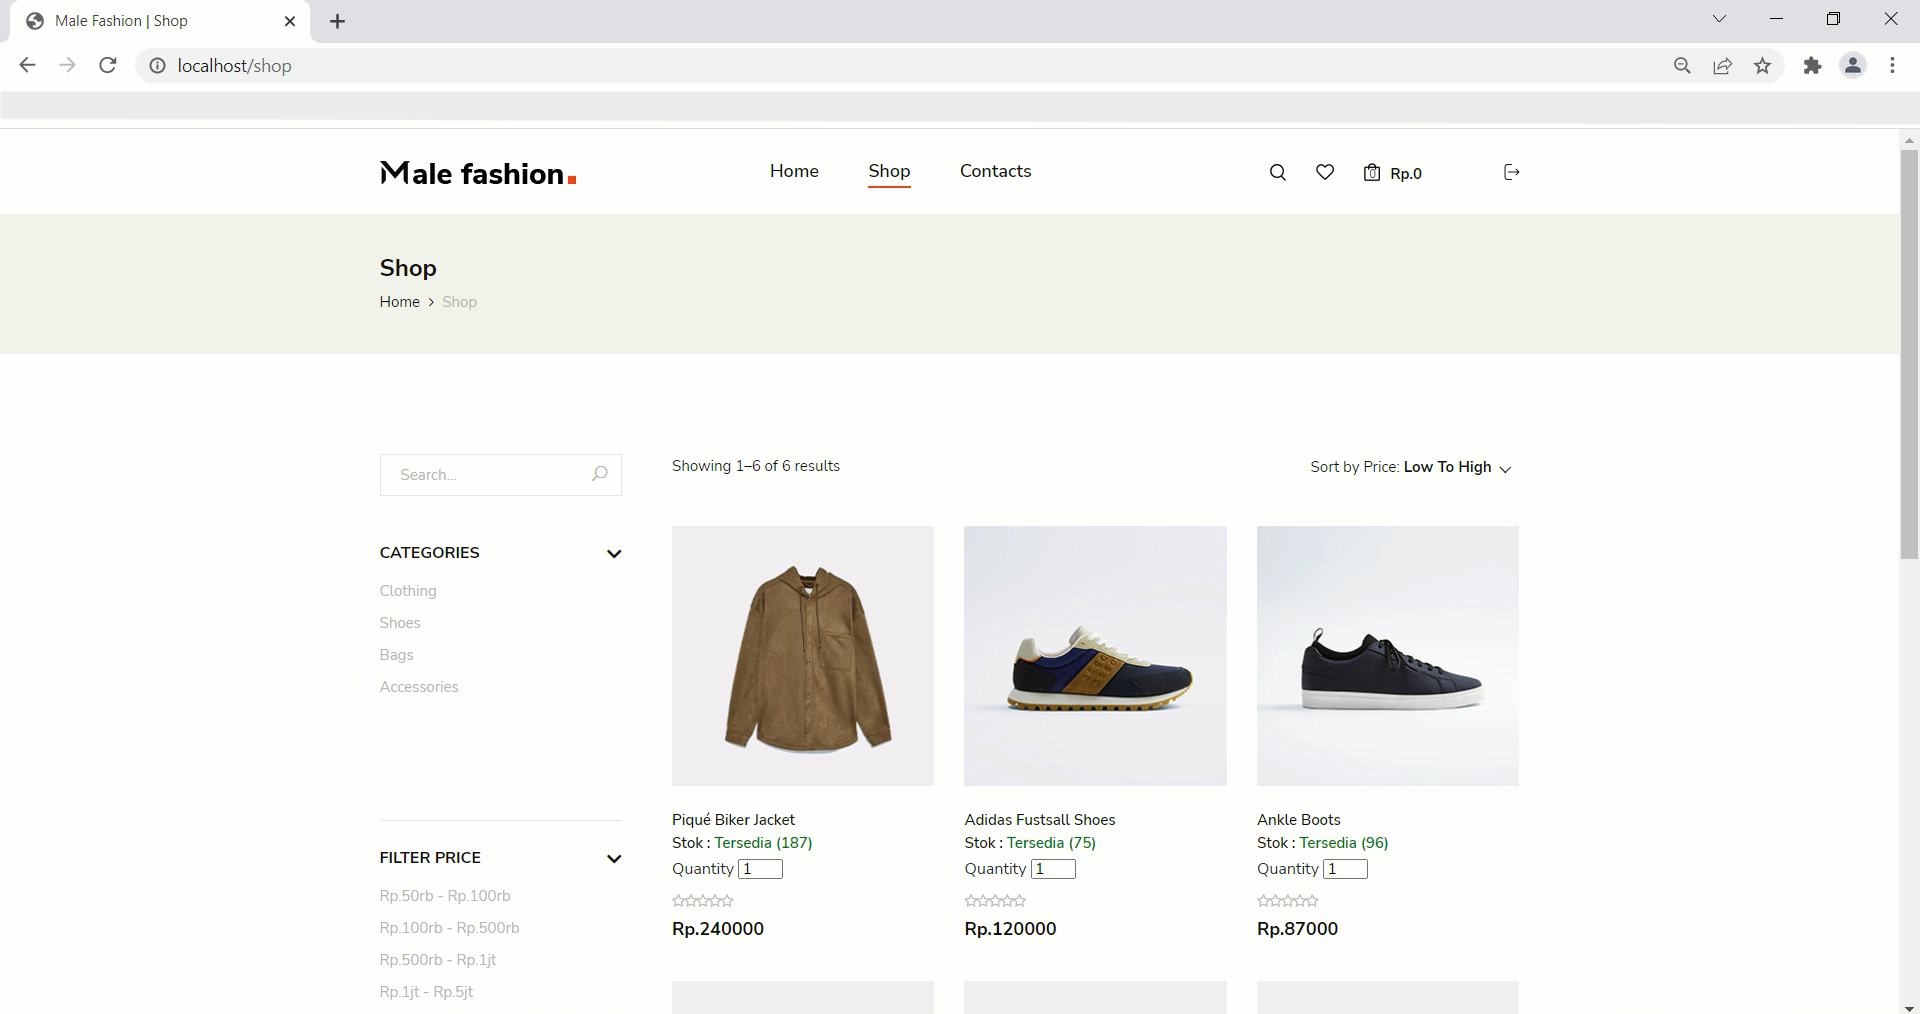 Male Fashion | Shop
localhost/shop
Male fashion.
Home Shop Contacts
0 Rp.0
Shop
Home > Shop
Search...
Showing 1–6 of 6 results
Sort by Price: Low To High
CATEGORIES
Clothing
Shoes
Bags
Accessories
FILTER PRICE
Rp.50rb - Rp.100rb
Rp.100rb - Rp.500rb
Rp.500rb - Rp.1jt
Rp.1jt - Rp.5jt
Piqué Biker Jacket
Stok : Tersedia (187)
Quantity 1
Rp.240000
Adidas Fustsall Shoes
Stok : Tersedia (75)
Quantity 1
Rp.120000
Ankle Boots
Stok : Tersedia (96)
Quantity 1
Rp.87000